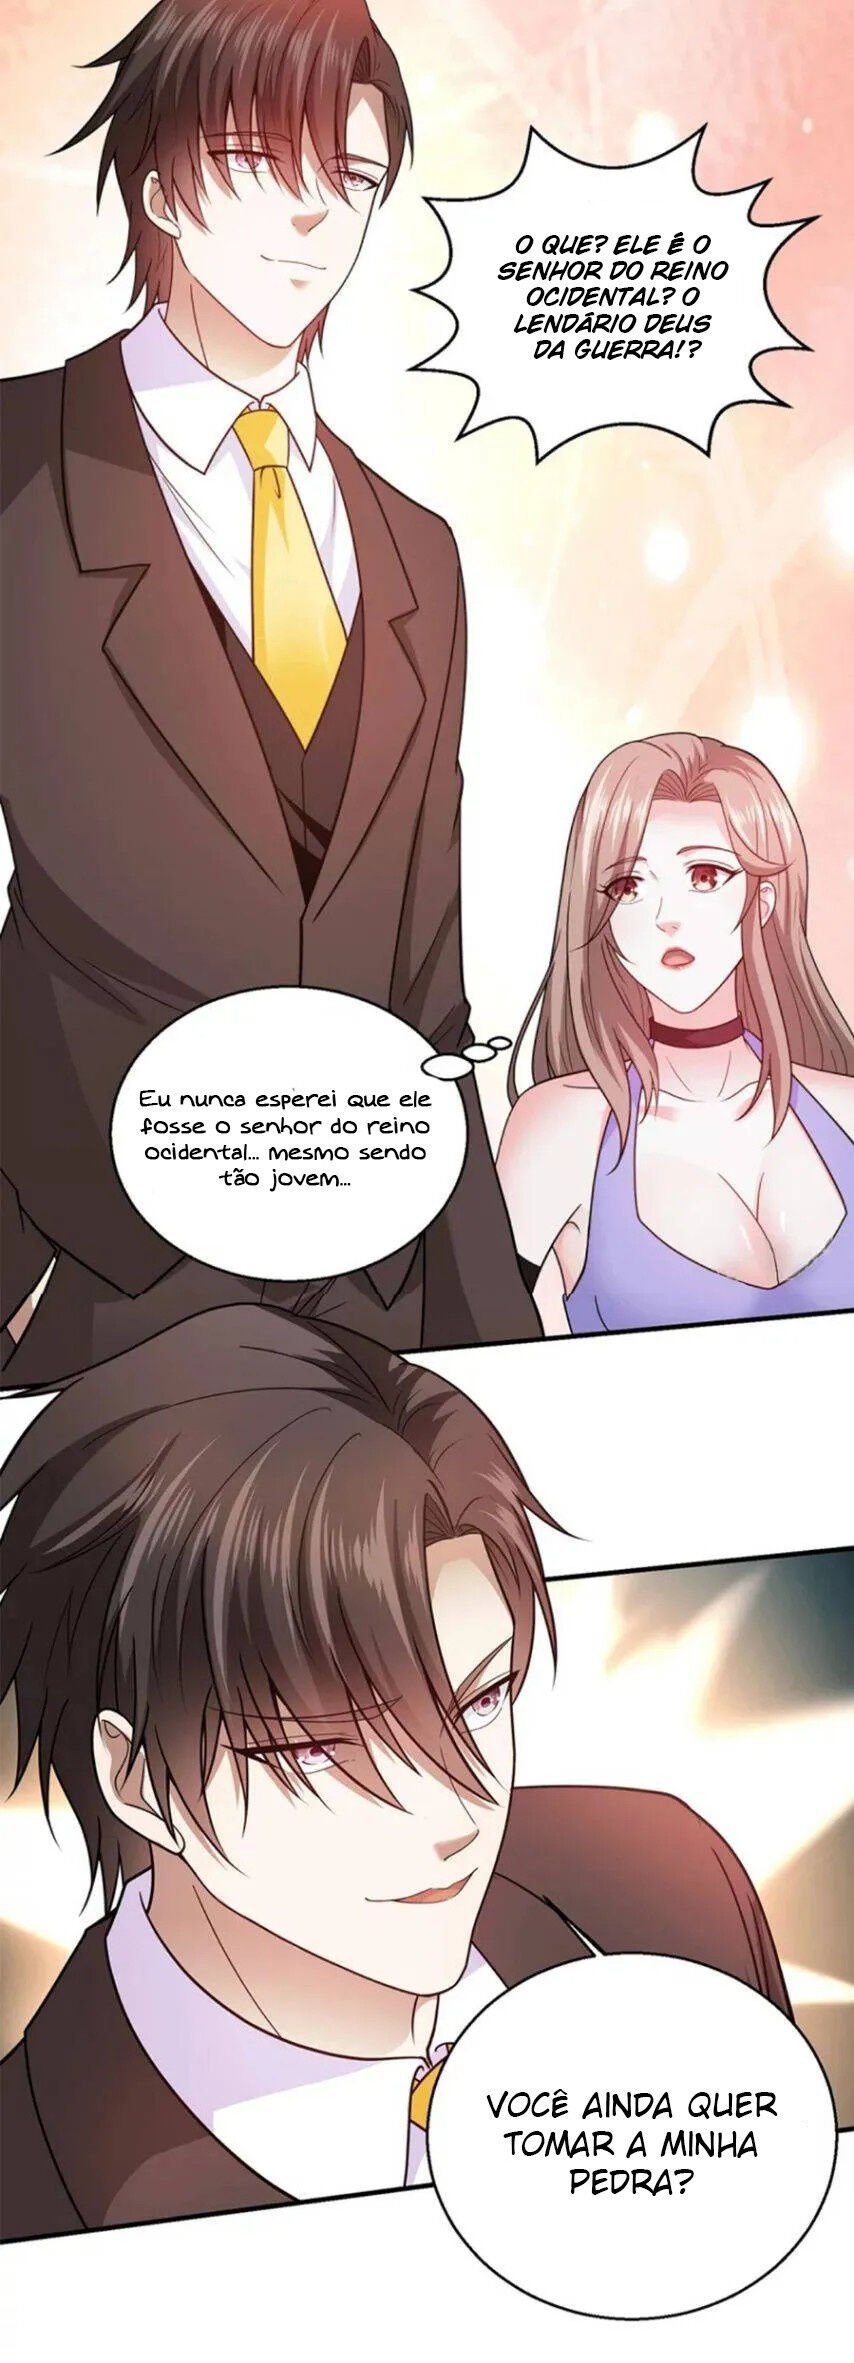 O QUE? ELE É O
SENHOR DO REINO
OCIDENTAL? O
LENDÁRIO DEUS
DA GUERRA!?
Eu nunca esperei que ele
fosse o senhor do reino
ocidental... mesmo sendo
tão jovem...
VOCÊ AINDA QUER
TOMAR A MINHA
PEDRA?